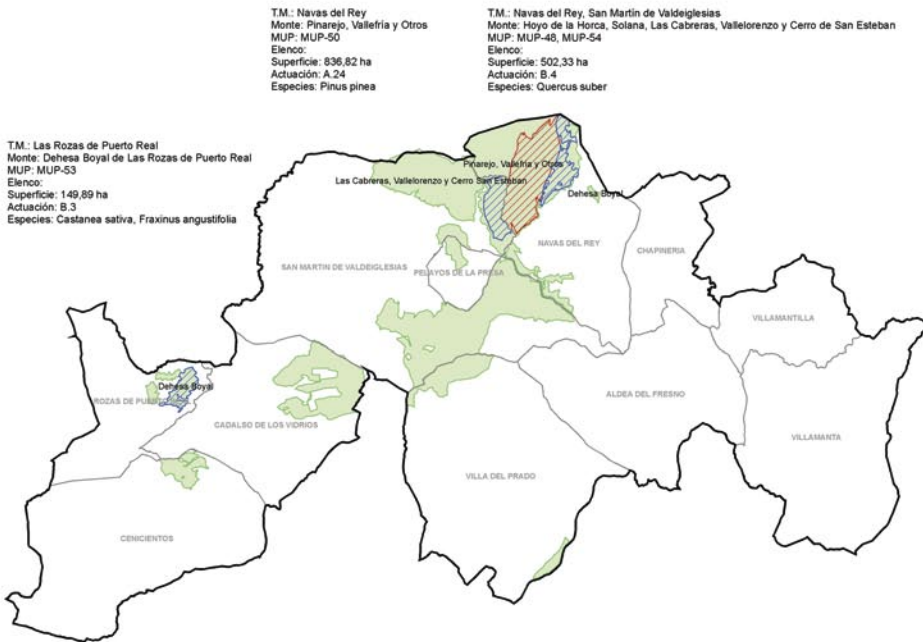 T.M.: Navas del Rey
Monte: Pinarejo, Vallefría y Otros
MUP: MUP-50
Elenco:
Superficie: 836,82 ha
Actuación: A.24
Especies: Pinus pinea
T.M.: Navas del Rey, San Martín de Valdeiglesias
Monte: Hoyo de la Horca, Solana, Las Cabreras, Vallelorenzo y Cerro de San Esteban
MUP: MUP-48, MUP-54
Elenco:
Superficie: 502,33 ha
Actuación: B.4
Especies: Quercus suber
T.M.: Las Rozas de Puerto Real
Monte: Dehesa Boyal de Las Rozas de Puerto Real
MUP: MUP-53
Elenco:
Superficie: 149,89 ha
Actuación: B.3
Especies: Castanea sativa, Fraxinus angustifolia
Pinarejo, Vallefría y Otros
Las Cabreras, Vallelorenzo y Cerro San Esteban
Dehesa Boyal
NAVAS DEL REY
CHAPINERIA
SAN MARTIN DE VALDEIGLESIAS
PELAYOS DE LA PRESA
VILLAMANTILLA
Dehesa Boyal
ROZAS DE PUERTO
ALDEA DEL FRESNO
CADALSO DE LOS VIDRIOS
VILLAMANTA
VILLA DEL PRADO
CENICIENTOS